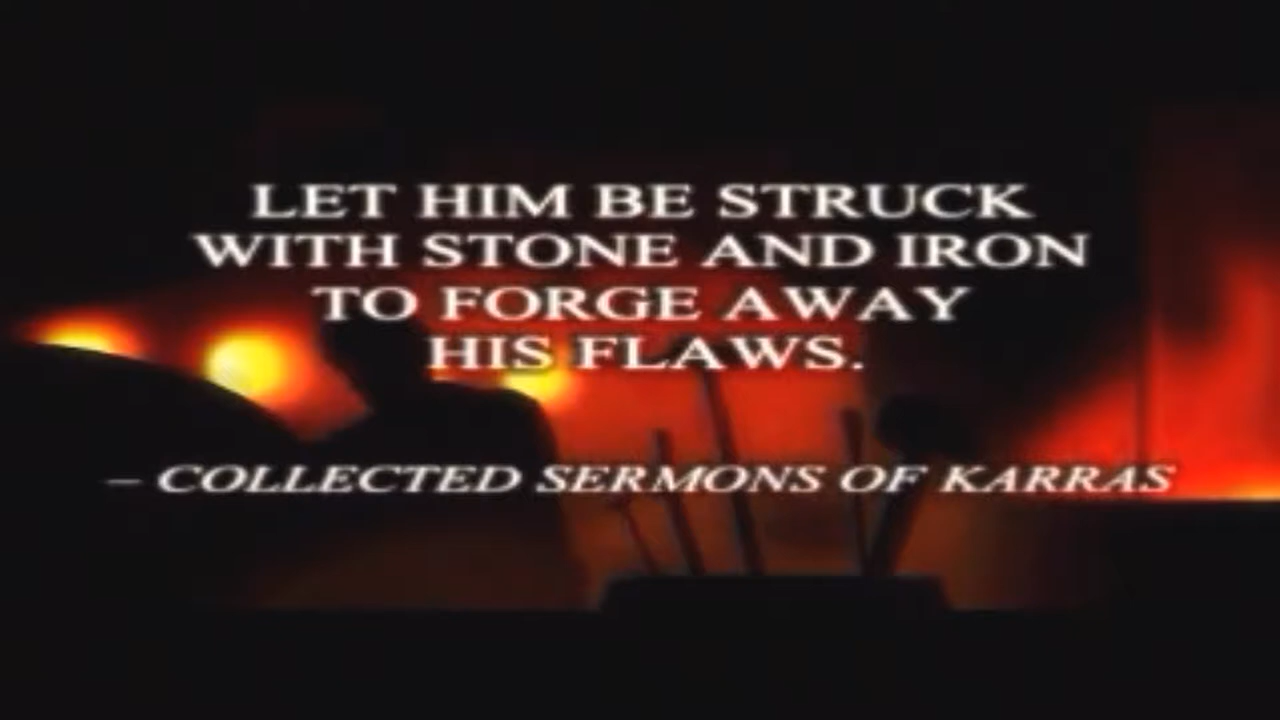 LET HIM BE STRUCK
WITH STONE AND IRON
TO FORGE AWAY
HIS FLAWS.
– COLLECTED SERMONS OF KARRAS